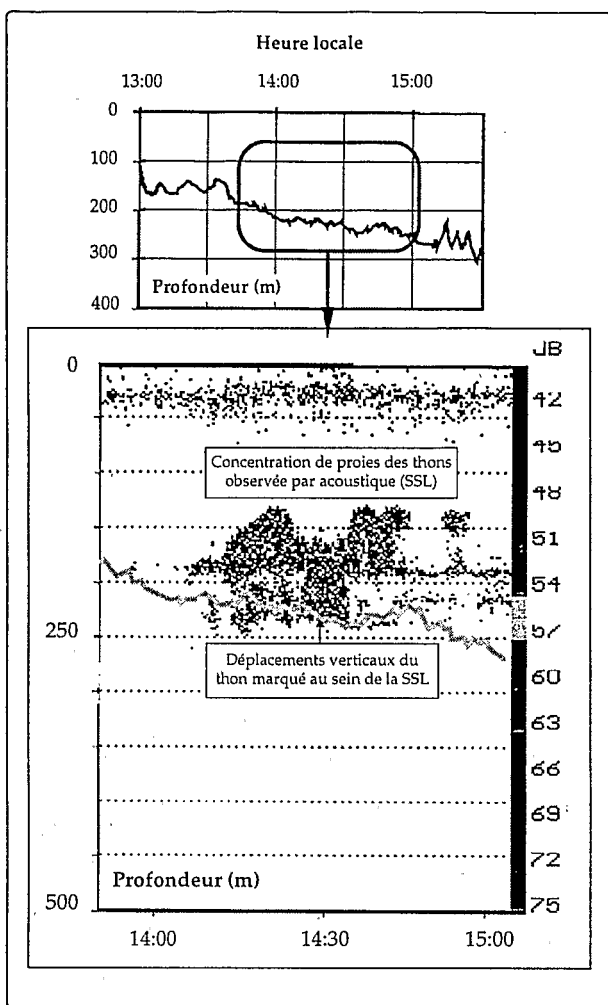 Heure locale
13:00 14:00 15:00
0
100
200
300
400
Profondeur (m)
JB
0
42
45
48
Concentration de proies des thons
observée par acoustique (SSL)
51
54
57
250
Déplacements verticaux du
thon marqué au sein de la SSL
60
63
66
69
72
75
Profondeur (m)
500
14:00 14:30 15:00